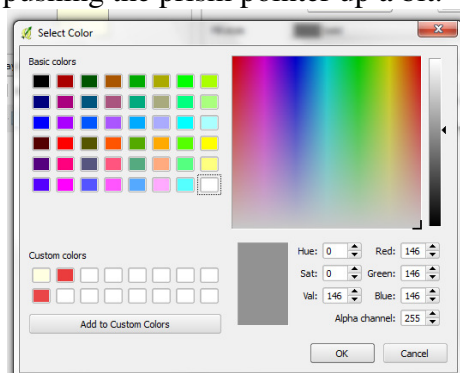 pushing the prism pointer up a bit.
Select Color
Basic colors
Custom colors
Add to Custom Colors
Hue: 0 Red: 146
Sat: 0 Green: 146
Val: 146 Blue: 146
Alpha channel: 255
OK Cancel